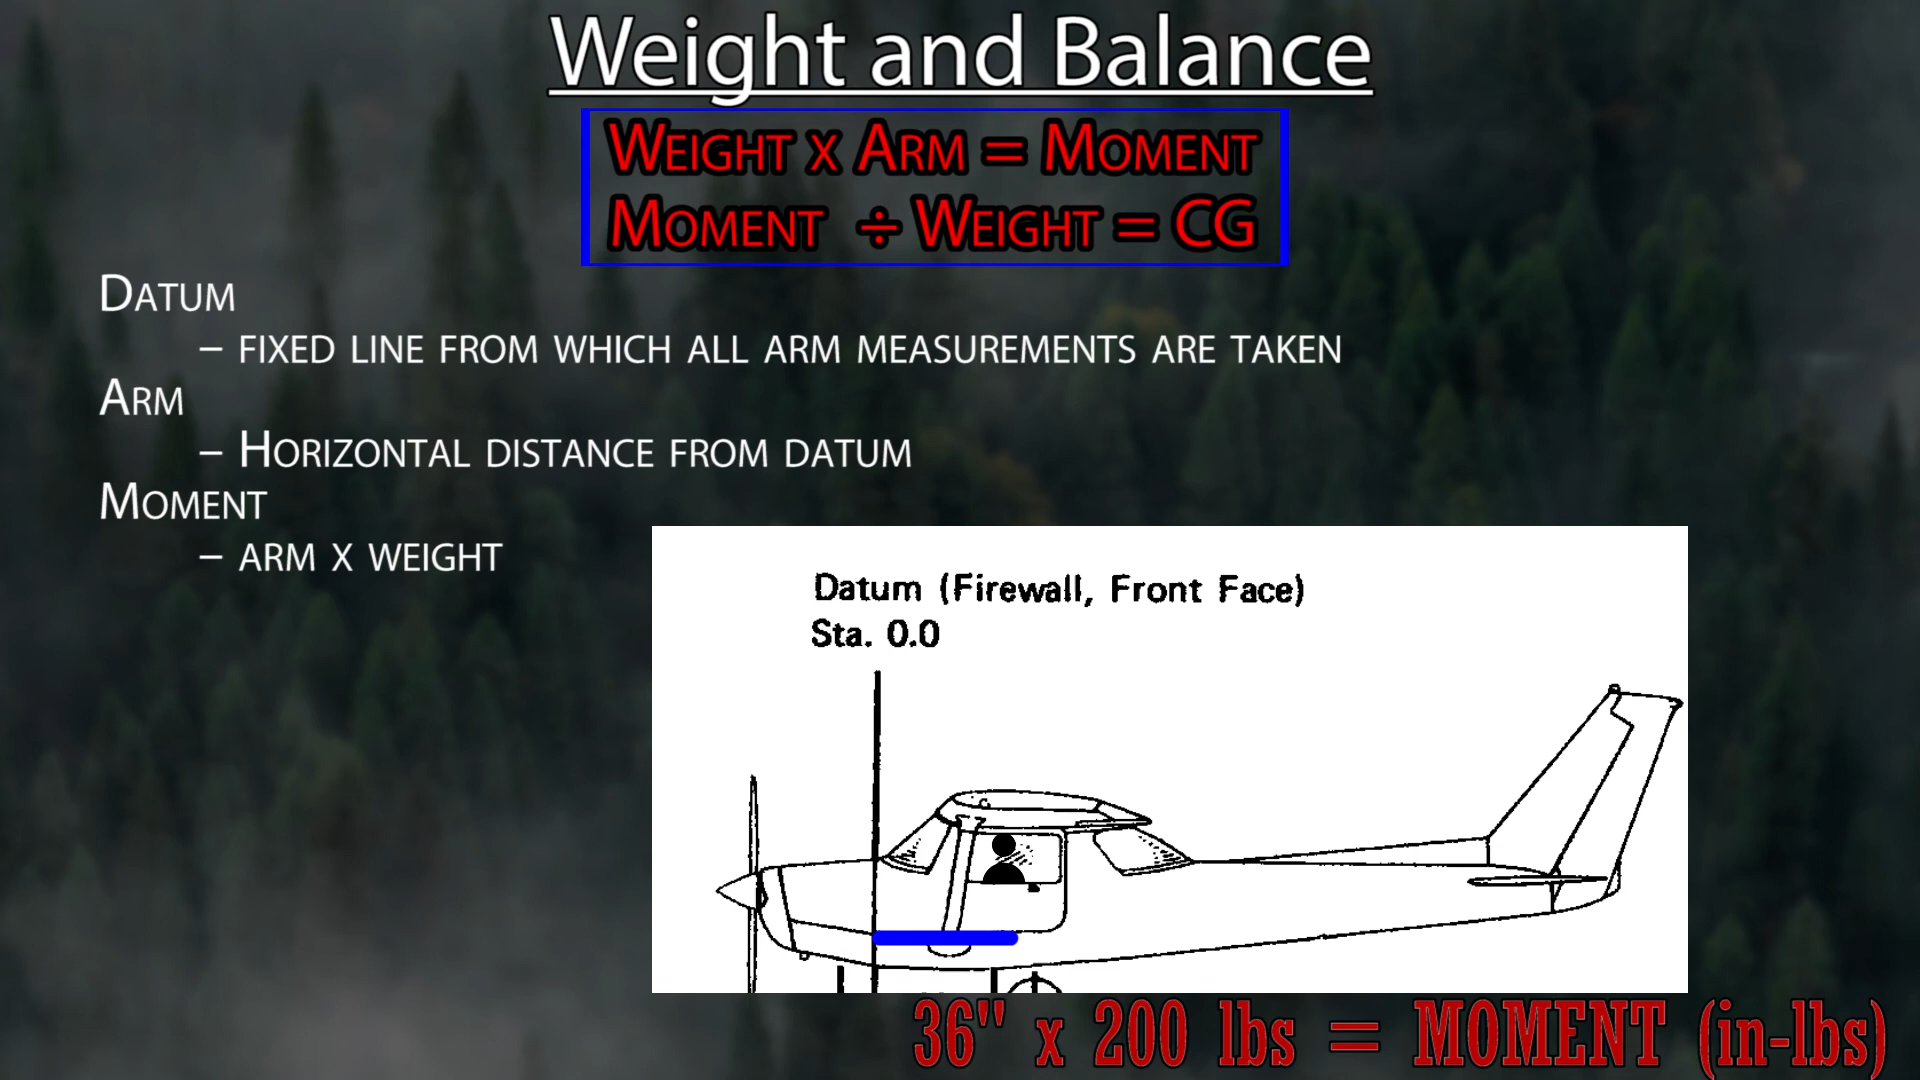 Weight and Balance
Weight x Arm = Moment
Moment ÷ Weight = CG
Datum
– fixed line from which all arm measurements are taken
Arm
– Horizontal distance from datum
Moment
– arm x weight
Datum (Firewall, Front Face)
Sta. 0.0
36" x 200 lbs = MOMENT (in-lbs)